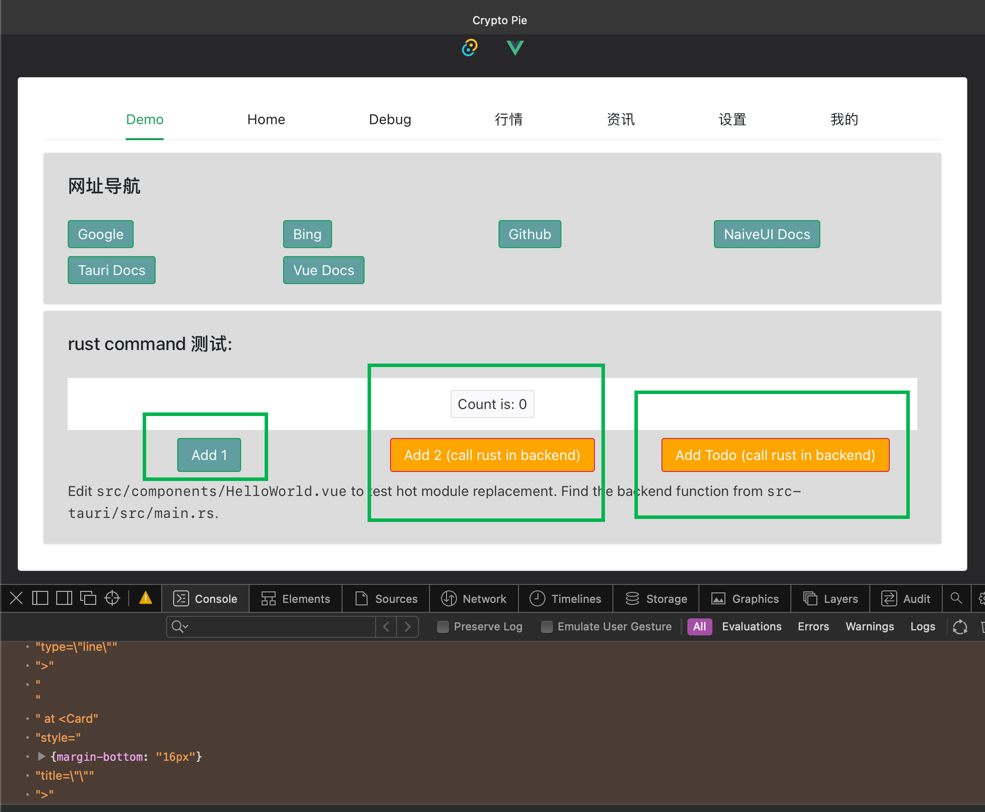 Crypto Pie
Demo Home Debug 行情 资讯 设置 我的
网址导航
Google Bing Github NaiveUI Docs
Tauri Docs Vue Docs
rust command 测试:
Count is: 0
Add 1 Add 2 (call rust in backend) Add Todo (call rust in backend)
Edit src/components/HelloWorld.vue to test hot module replacement. Find the backend function from src-
tauri/src/main.rs.
Console Elements Sources Network Timelines Storage Graphics Layers Audit
Preserve Log Emulate User Gesture All Evaluations Errors Warnings Logs
"type=\"line\""
">"
"
"
" at <Card"
"style="
{margin-bottom: "16px"}
"title=\"\""
">"